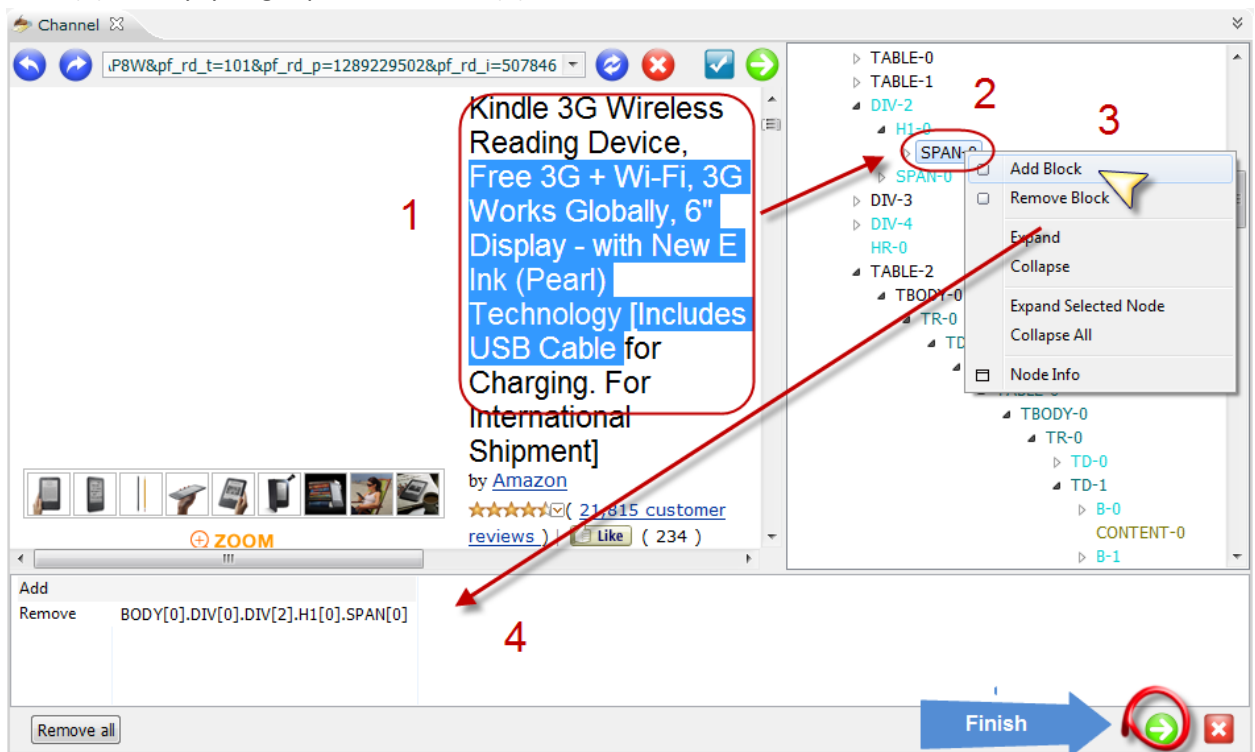 Channel
.P8W&pf_rd_t=101&pf_rd_p=1289229502&pf_rd_i=507846
Kindle 3G Wireless
Reading Device,
Free 3G + Wi-Fi, 3G
Works Globally, 6"
Display - with New E
Ink (Pearl)
Technology [Includes
USB Cable for
Charging. For
International
Shipment]
by Amazon
( 21,815 customer
reviews ) | Like ( 234 )
ZOOM
1
TABLE-0
TABLE-1
DIV-2
H1-0
SPAN-0
SPAN-0
DIV-3
DIV-4
HR-0
TABLE-2
TBODY-0
TR-0
TD
TABLE-0
TBODY-0
TR-0
TD-0
TD-1
B-0
CONTENT-0
B-1
2
3
Add Block
Remove Block
Expand
Collapse
Expand Selected Node
Collapse All
Node Info
Add
Remove BODY[0].DIV[0].DIV[2].H1[0].SPAN[0]
4
Remove all
Finish